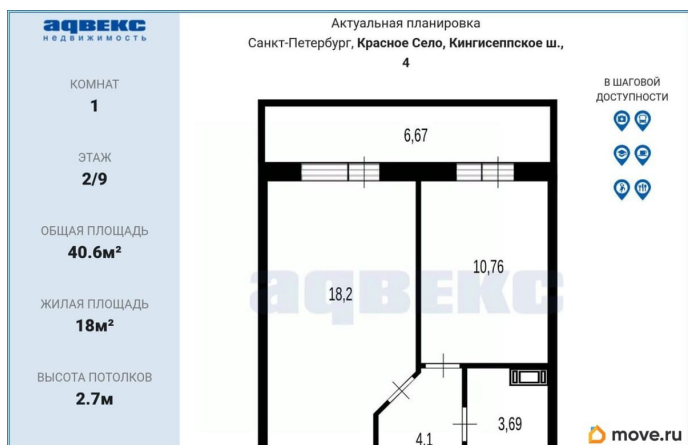 адвекс
недвижимость
КОМНАТ
1
ЭТАЖ
2/9
ОБЩАЯ ПЛОЩАДЬ
40.6м²
ЖИЛАЯ ПЛОЩАДЬ
18м²
ВЫСОТА ПОТОЛКОВ
2.7м
Актуальная планировка
Санкт-Петербург, Красное Село, Кингисеппское ш.,
4
6,67
18,2
10,76
адвекс
4.1
3,69
В ШАГОВОЙ
ДОСТУПНОСТИ
move.ru